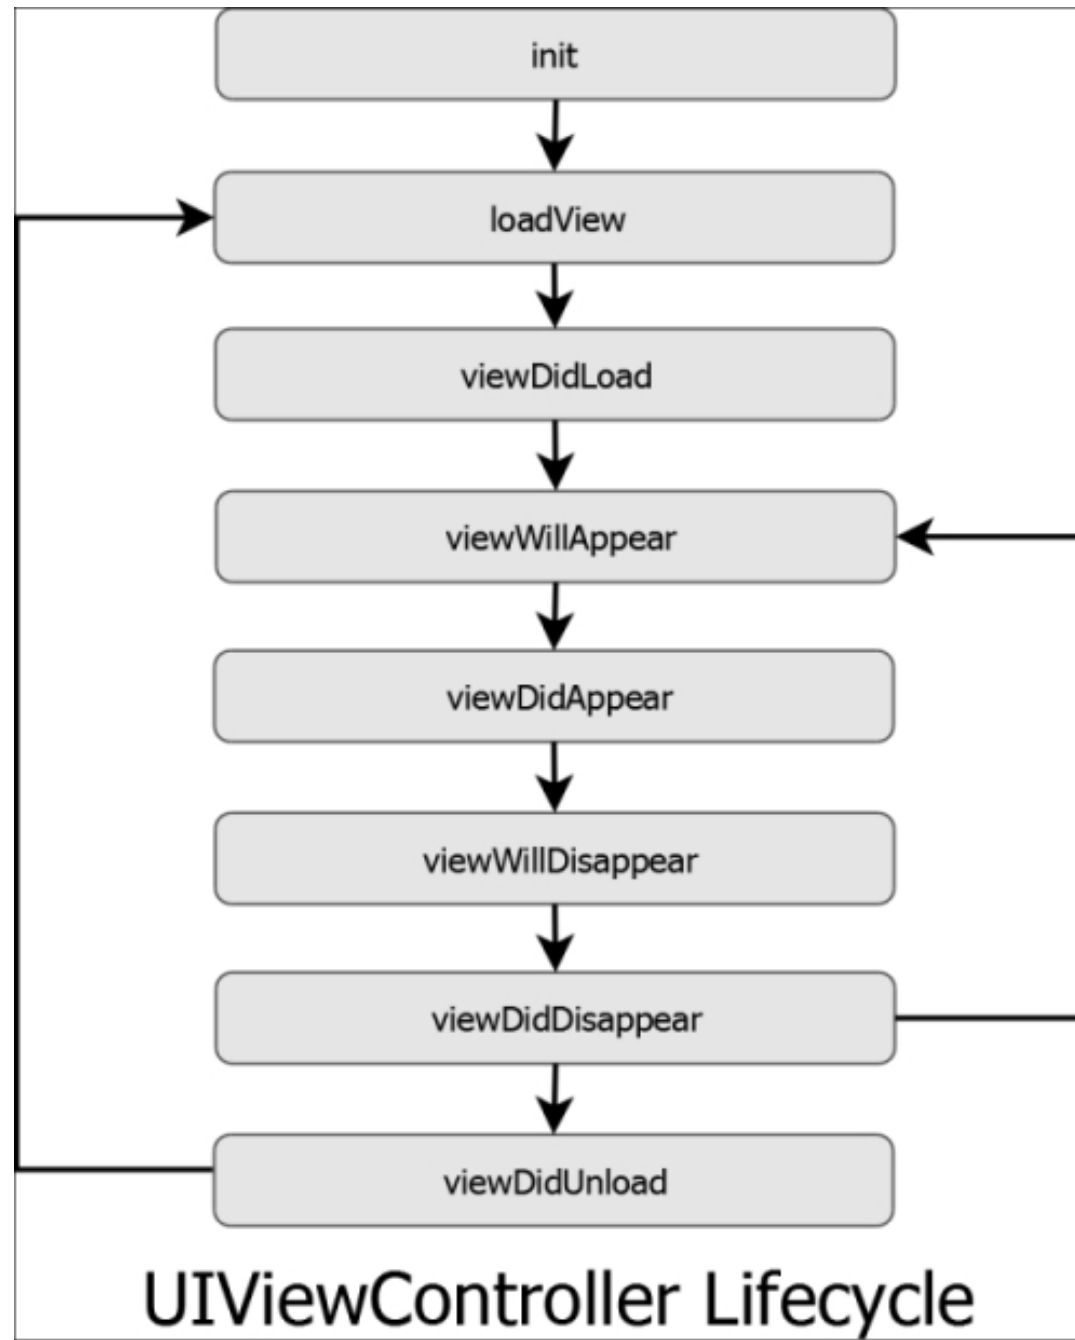 init
loadView
viewDidLoad
viewWillAppear
viewDidAppear
viewWillDisappear
viewDidDisappear
viewDidUnload
UIViewController Lifecycle